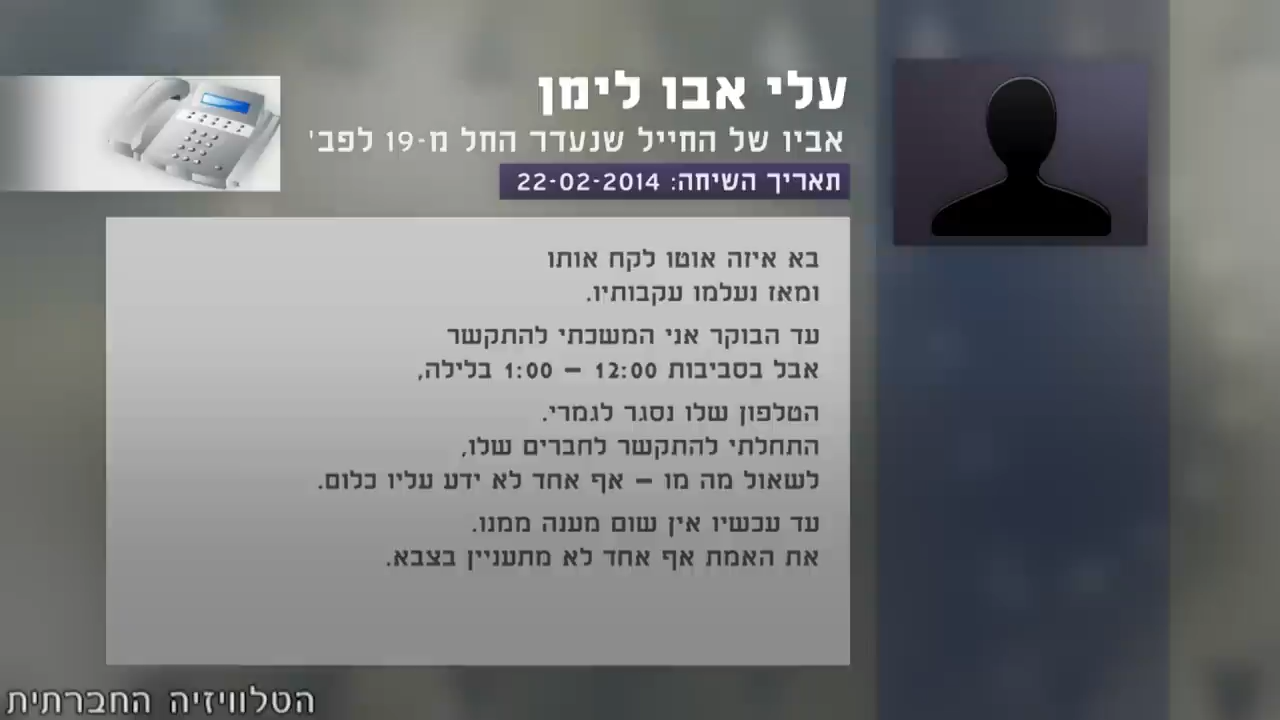 עלי אבו לימן
אביו של החייל שנעדר החל מ-19 לפב'
תאריך השיחה: 22-02-2014
בא איזה אוטו לקח אותו
ומאז נעלמו עקבותיו.
עד הבוקר אני המשכתי להתקשר
אבל בסביבות 12:00 – 1:00 בלילה,
הטלפון שלו נסגר לגמרי.
התחלתי להתקשר לחברים שלו,
לשאול מה מו – אף אחד לא ידע עליו כלום.
עד עכשיו אין שום מענה ממנו.
את האמת אף אחד לא מתעניין בצבא.
הטלוויזיה החברתית